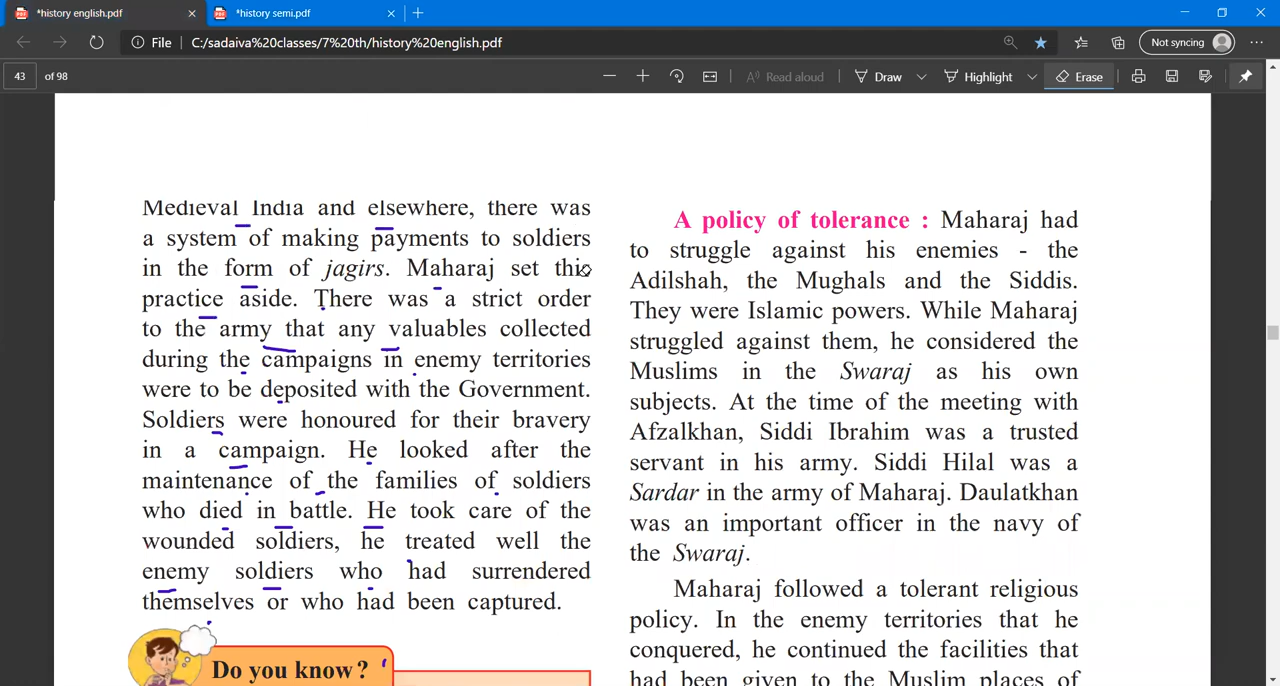 *history english.pdf
*history semi.pdf
File
C:/sadaiva%20classes/7%20th/history%20english.pdf
Not syncing
43 of 98
Read aloud
Draw
Highlight
Erase
Medieval India and elsewhere, there was
a system of making payments to soldiers
in the form of jagirs. Maharaj set this
practice aside. There was a strict order
to the army that any valuables collected
during the campaigns in enemy territories
were to be deposited with the Government.
Soldiers were honoured for their bravery
in a campaign. He looked after the
maintenance of the families of soldiers
who died in battle. He took care of the
wounded soldiers, he treated well the
enemy soldiers who had surrendered
themselves or who had been captured.
Do you know?
A policy of tolerance : Maharaj had
to struggle against his enemies - the
Adilshah, the Mughals and the Siddis.
They were Islamic powers. While Maharaj
struggled against them, he considered the
Muslims in the Swaraj as his own
subjects. At the time of the meeting with
Afzalkhan, Siddi Ibrahim was a trusted
servant in his army. Siddi Hilal was a
Sardar in the army of Maharaj. Daulatkhan
was an important officer in the navy of
the Swaraj.
Maharaj followed a tolerant religious
policy. In the enemy territories that he
conquered, he continued the facilities that
had been given to the Muslim places of